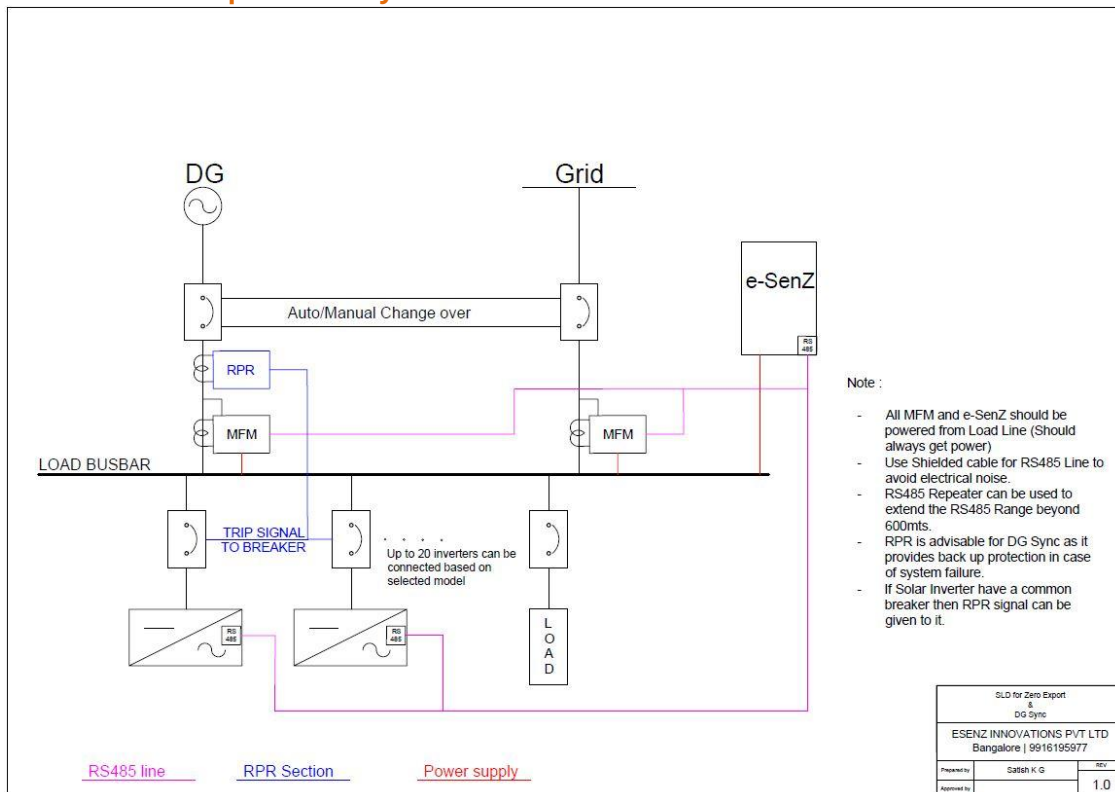 DG
Grid
e-SenZ
RS
485
Auto/Manual Change over
RPR
MFM
MFM
LOAD BUSBAR
TRIP SIGNAL
TO BREAKER
. . . .
Up to 20 inverters can be
connected based on
selected model
RS
485
RS
485
L
O
A
D
Note :
- All MFM and e-SenZ should be
powered from Load Line (Should
always get power)
- Use Shielded cable for RS485 Line to
avoid electrical noise.
- RS485 Repeater can be used to
extend the RS485 Range beyond
600mts.
- RPR is advisable for DG Sync as it
provides back up protection in case
of system failure.
- If Solar Inverter have a common
breaker then RPR signal can be
given to it.
RS485 line
RPR Section
Power supply
SLD for Zero Export
&
DG Sync
ESENZ INNOVATIONS PVT LTD
Bangalore | 9916195977
Prepared by
Satish K G
REV
Approved by
1.0